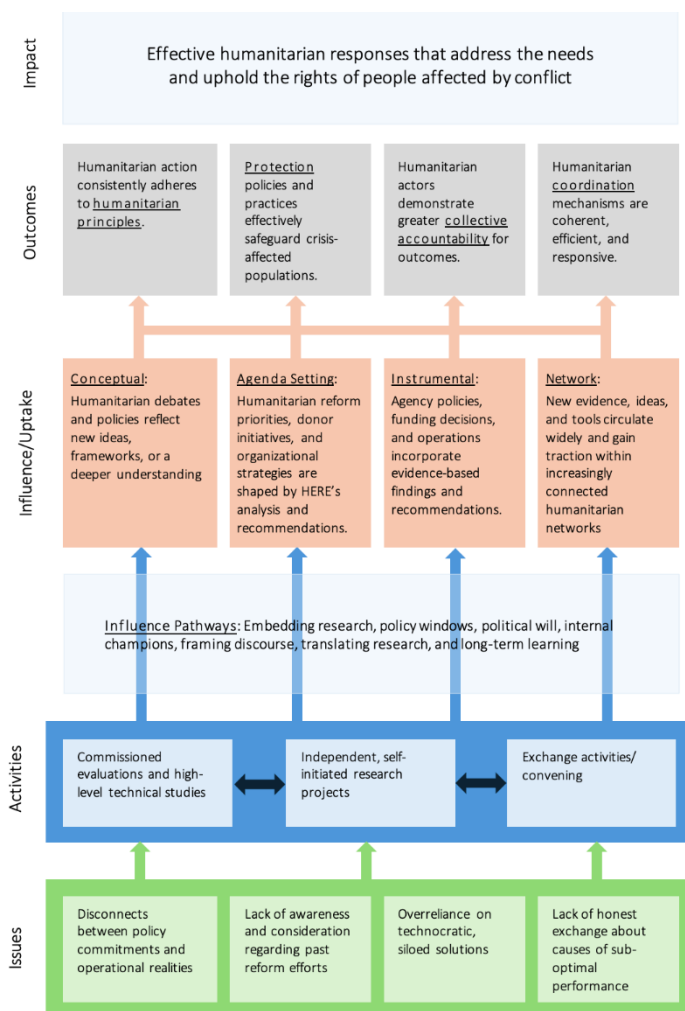 Impact
Effective humanitarian responses that address the needs
and uphold the rights of people affected by conflict
Outcomes
Humanitarian action
consistently adheres
to humanitarian
principles.
Protection
policies and
practices
effectively
safeguard crisis-
affected
populations.
Humanitarian
actors
demonstrate
greater collective
accountability for
outcomes.
Humanitarian
coordination
mechanisms are
coherent,
efficient, and
responsive.
Influence/Uptake
Conceptual:
Humanitarian debates
and policies reflect
new ideas,
frameworks, or a
deeper understanding
Agenda Setting:
Humanitarian reform
priorities, donor
initiatives, and
organizational
strategies are
shaped by HERE's
analysis and
recommendations.
Instrumental:
Agency policies,
funding decisions,
and operations
incorporate
evidence-based
findings and
recommendations.
Network:
New evidence, ideas,
and tools circulate
widely and gain
traction within
increasingly
connected
humanitarian
networks
Influence Pathways: Embedding research, policy windows, political will, internal
champions, framing discourse, translating research, and long-term learning
Activities
Commissioned
evaluations and high-
level technical studies
Independent, self-
initiated research
projects
Exchange activities/
convening
Issues
Disconnects
between policy
commitments and
operational realities
Lack of awareness
and consideration
regarding past
reform efforts
Overreliance on
technocratic,
siloed solutions
Lack of honest
exchange about
causes of sub-
optimal
performance